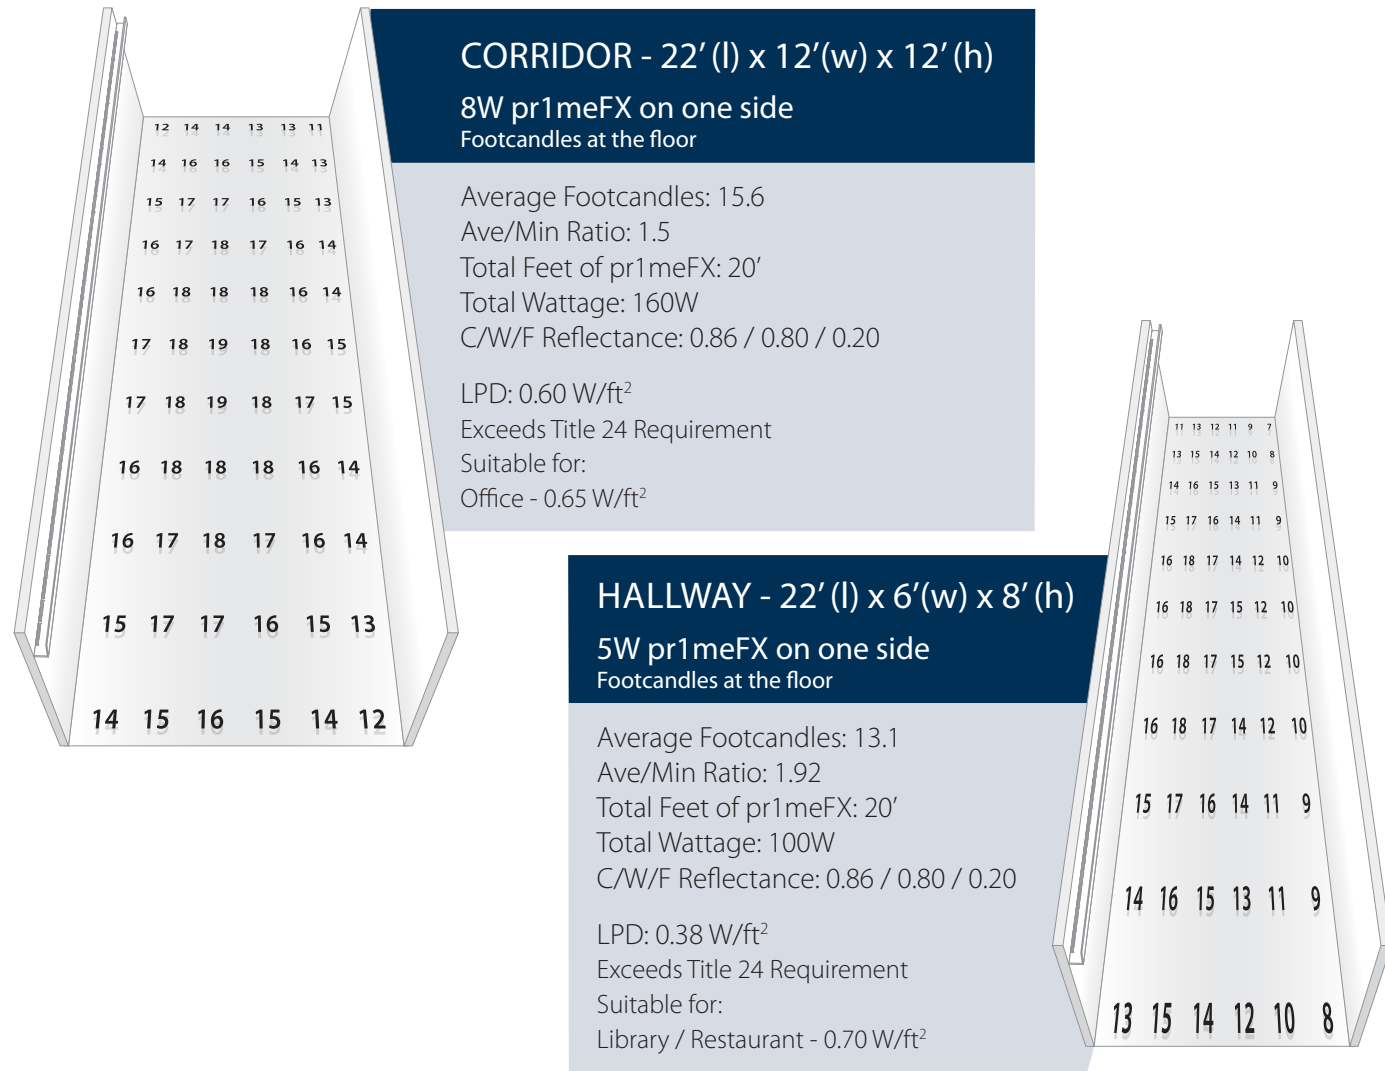 12 14 14 13 13 11
14 16 16 15 14 13
15 17 17 16 15 13
16 17 18 17 16 14
16 18 18 18 16 14
17 18 19 18 16 15
17 18 19 18 17 15
16 18 18 18 16 14
16 17 18 17 16 14
15 17 17 16 15 13
14 15 16 15 14 12
CORRIDOR - 22’ (l) x 12’(w) x 12’ (h)
8W pr1meFX on one side
Footcandles at the floor
Average Footcandles: 15.6
Ave/Min Ratio: 1.5
Total Feet of pr1meFX: 20’
Total Wattage: 160W
C/W/F Reflectance: 0.86 / 0.80 / 0.20
LPD: 0.60 W/ft²
Exceeds Title 24 Requirement
Suitable for:
Office - 0.65 W/ft²
HALLWAY - 22’ (l) x 6’(w) x 8’ (h)
5W pr1meFX on one side
Footcandles at the floor
Average Footcandles: 13.1
Ave/Min Ratio: 1.92
Total Feet of pr1meFX: 20’
Total Wattage: 100W
C/W/F Reflectance: 0.86 / 0.80 / 0.20
LPD: 0.38 W/ft²
Exceeds Title 24 Requirement
Suitable for:
Library / Restaurant - 0.70 W/ft²
11 13 12 11 9 7
13 15 14 12 10 8
14 16 15 13 11 9
15 17 16 14 11 9
16 18 17 14 12 10
16 18 17 15 12 10
16 18 17 15 12 10
16 18 17 14 12 10
15 17 16 14 11 9
14 16 15 13 11 9
13 15 14 12 10 8